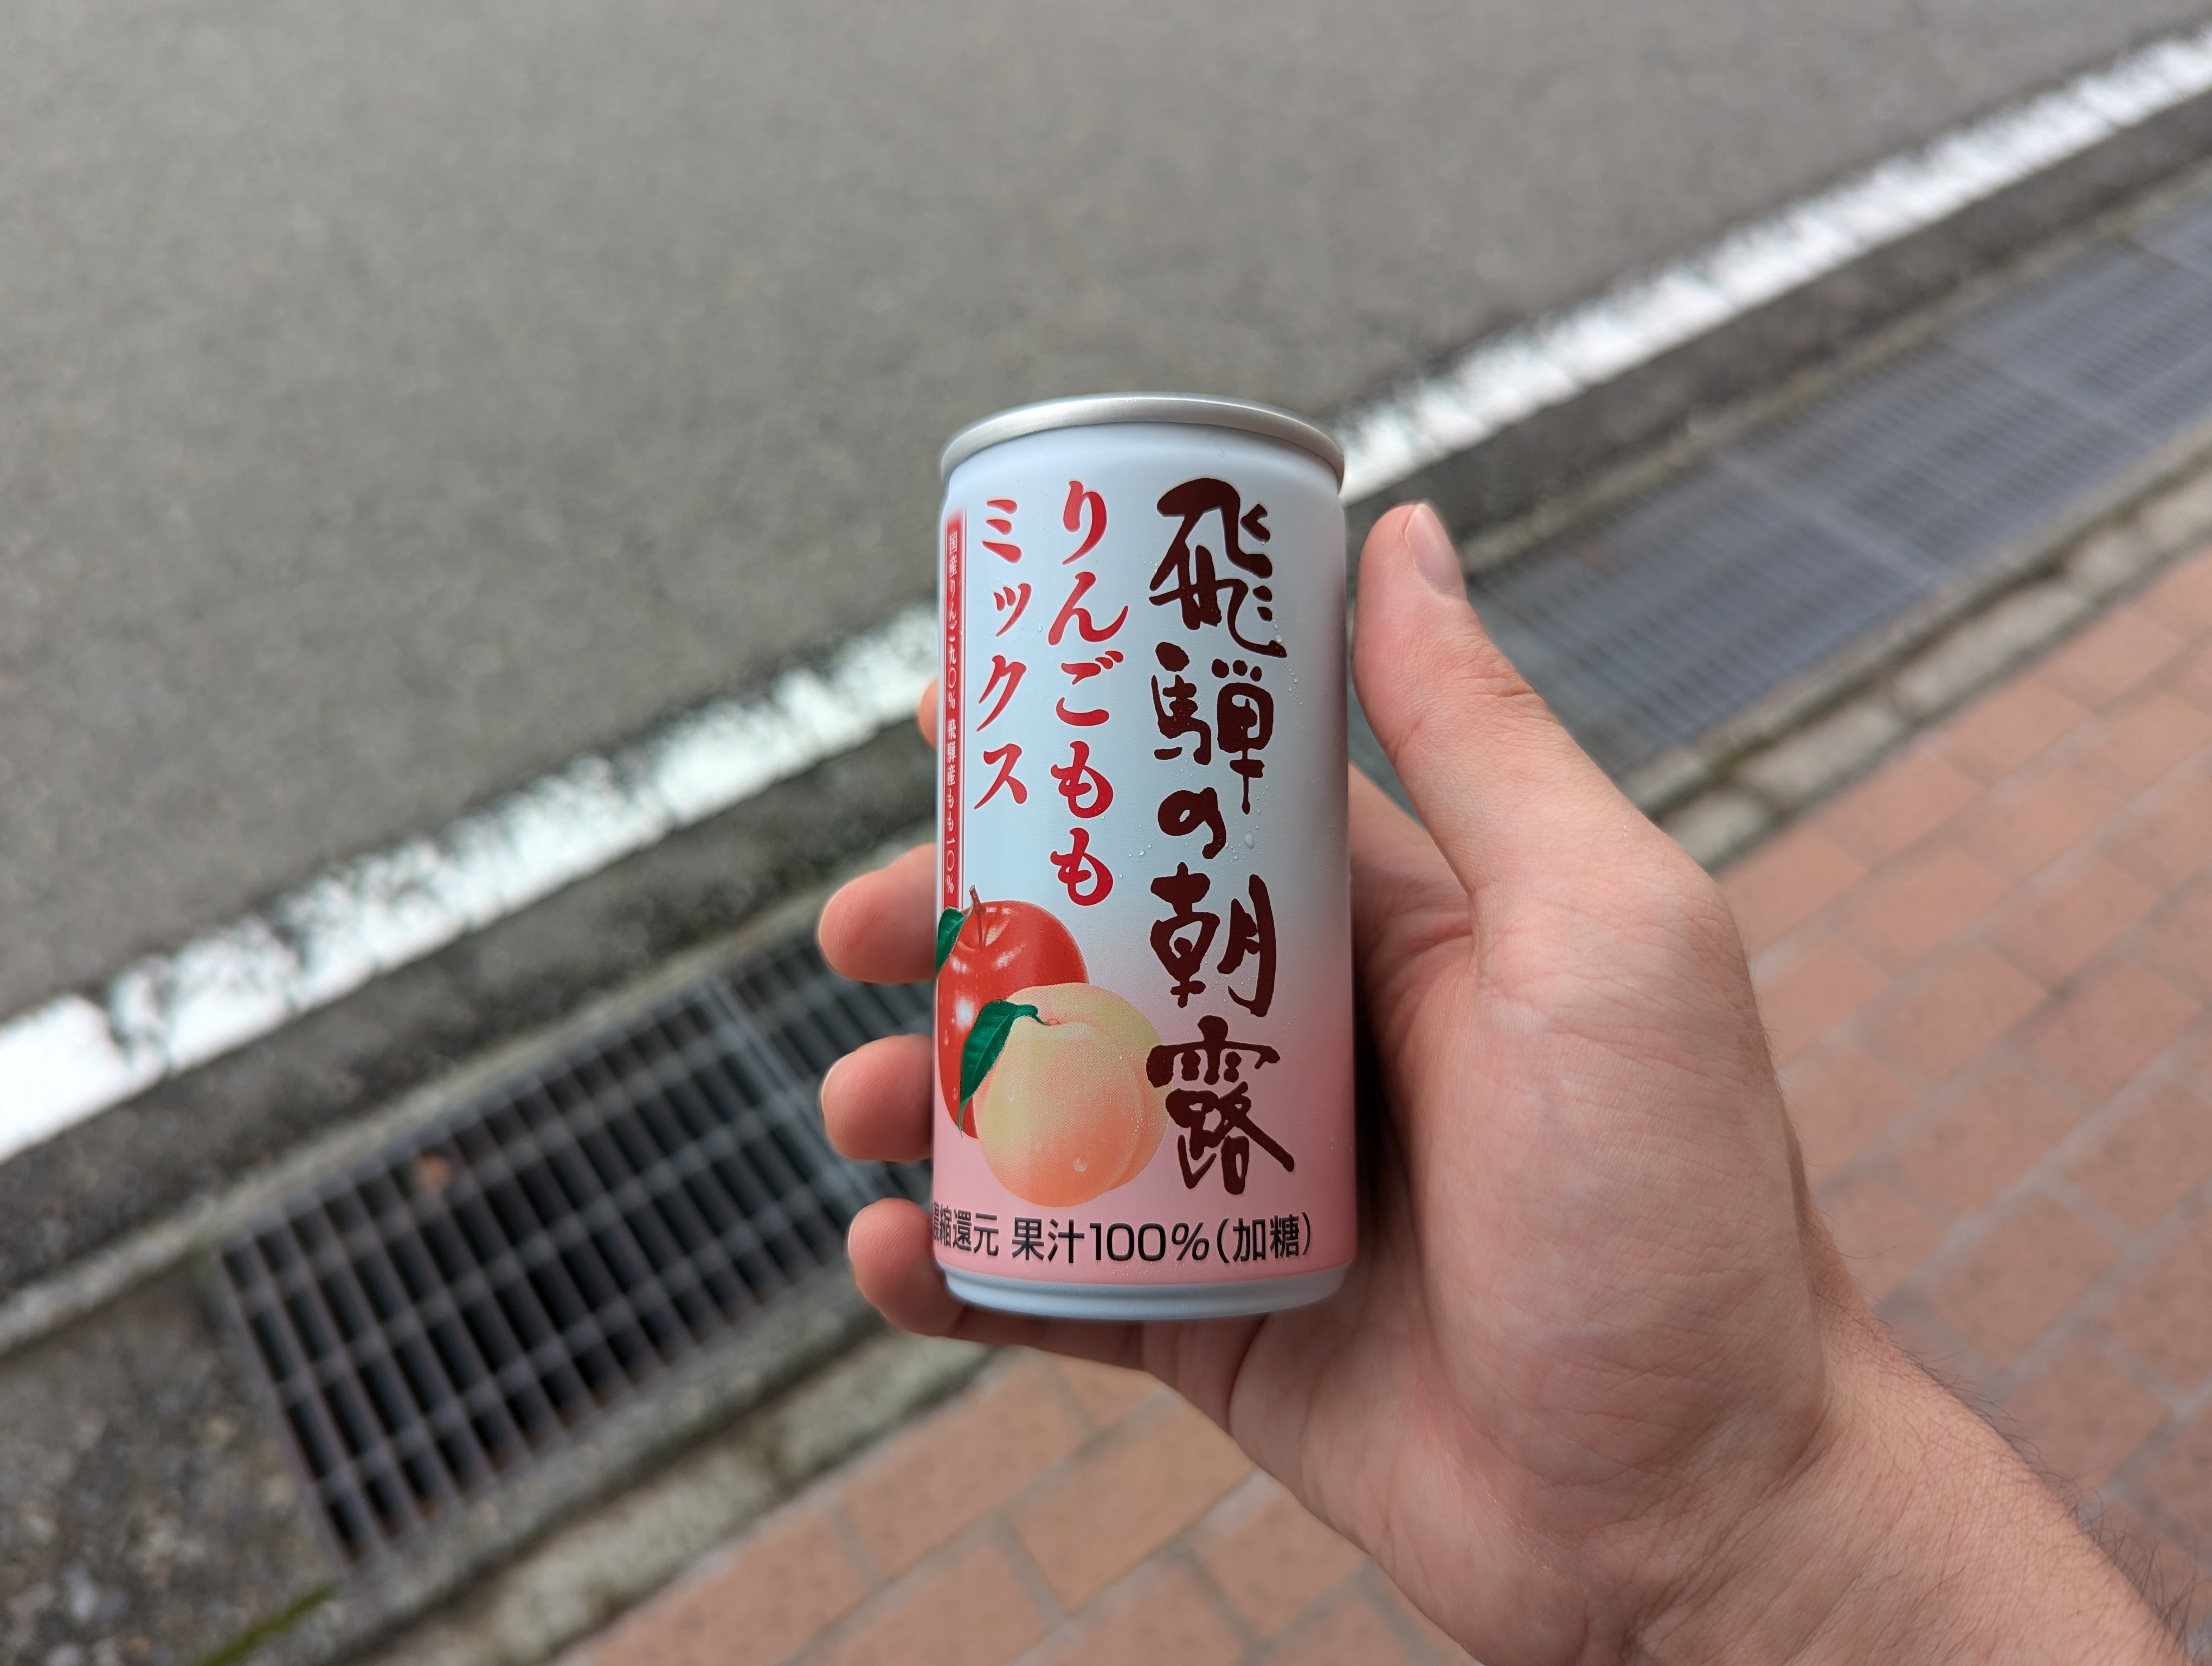 飛騨の朝露
りんごもも
ミックス
国産りんご九〇% 飛騨産もも一〇%
縮還元 果汁100%(加糖)